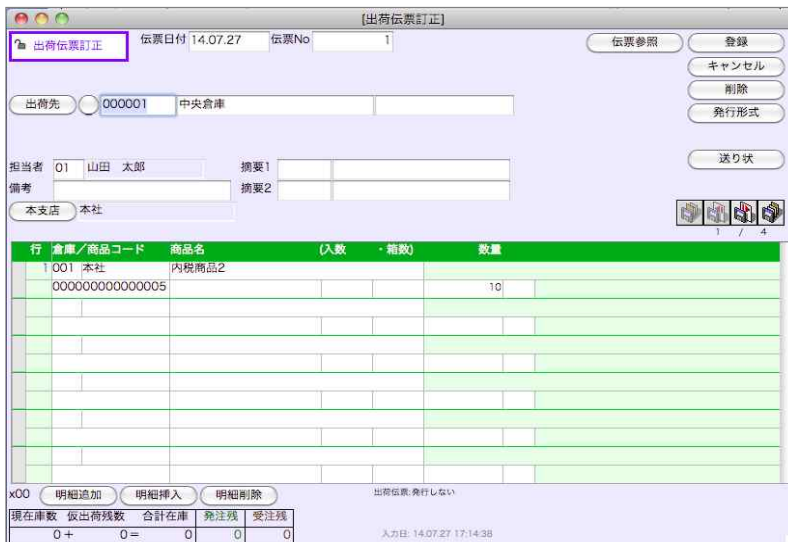 [出荷伝票訂正]
出荷伝票訂正 伝票日付 14.07.27 伝票No 1 伝票参照 登録
キャンセル
削除
出荷先 000001 中央倉庫 発行形式
担当者 01 山田 太郎 摘要1 送り状
備考 摘要2
本支店 本社
1 / 4
行 倉庫/商品コード 商品名 (入数 ・箱数) 数量
1 001 本社 内税商品2
000000000000005 10
x00 明細追加 明細挿入 明細削除 出荷伝票:発行しない
現在庫数 仮出荷残数 合計在庫 発注残 受注残
0 + 0 = 0 0 0
入力日: 14.07.27 17:14:38